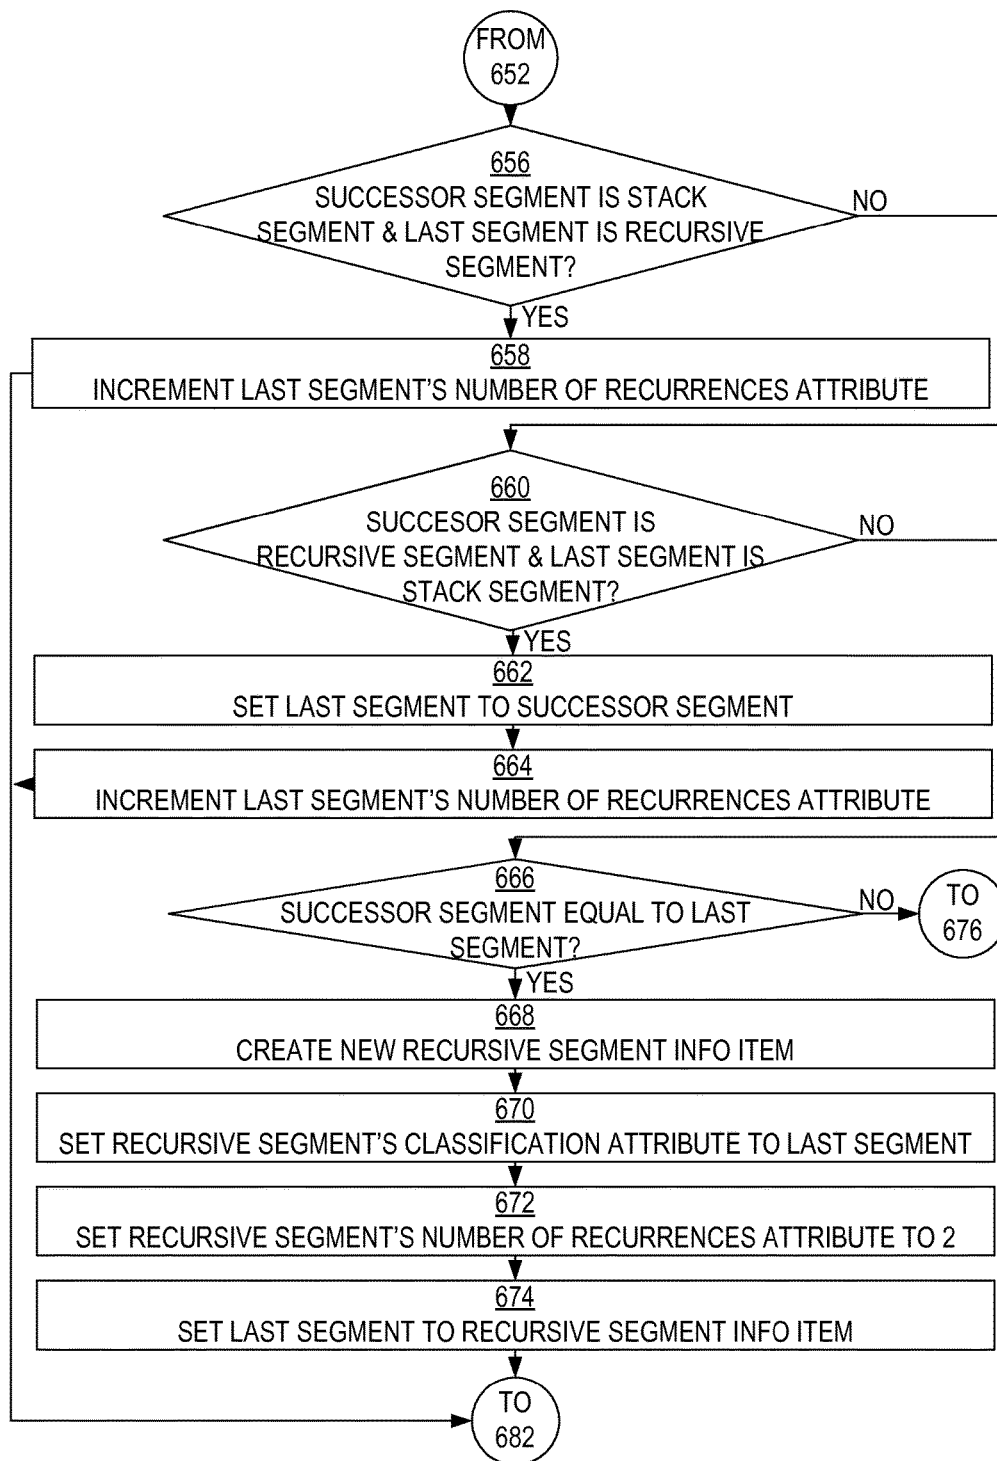 FROM
652
656
SUCCESSOR SEGMENT IS STACK
NO
SEGMENT & LAST SEGMENT IS RECURSIVE
SEGMENT?
YES
658
INCREMENT LAST SEGMENT'S NUMBER OF RECURRENCES ATTRIBUTE
660
SUCCESOR SEGMENT IS
NO
RECURSIVE SEGMENT & LAST SEGMENT IS
STACK SEGMENT?
YES
662
SET LAST SEGMENT TO SUCCESSOR SEGMENT
664
INCREMENT LAST SEGMENT'S NUMBER OF RECURRENCES ATTRIBUTE
666
SUCCESSOR SEGMENT EQUAL TO LAST
SEGMENT?
NO
TO
676
YES
668
CREATE NEW RECURSIVE SEGMENT INFO ITEM
670
SET RECURSIVE SEGMENT'S CLASSIFICATION ATTRIBUTE TO LAST SEGMENT
672
SET RECURSIVE SEGMENT'S NUMBER OF RECURRENCES ATTRIBUTE TO 2
674
SET LAST SEGMENT TO RECURSIVE SEGMENT INFO ITEM
TO
682